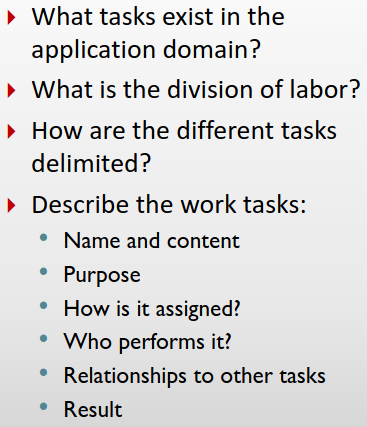 What tasks exist in the
application domain?
What is the division of labor?
How are the different tasks
delimited?
Describe the work tasks:
Name and content
Purpose
How is it assigned?
Who performs it?
Relationships to other tasks
Result